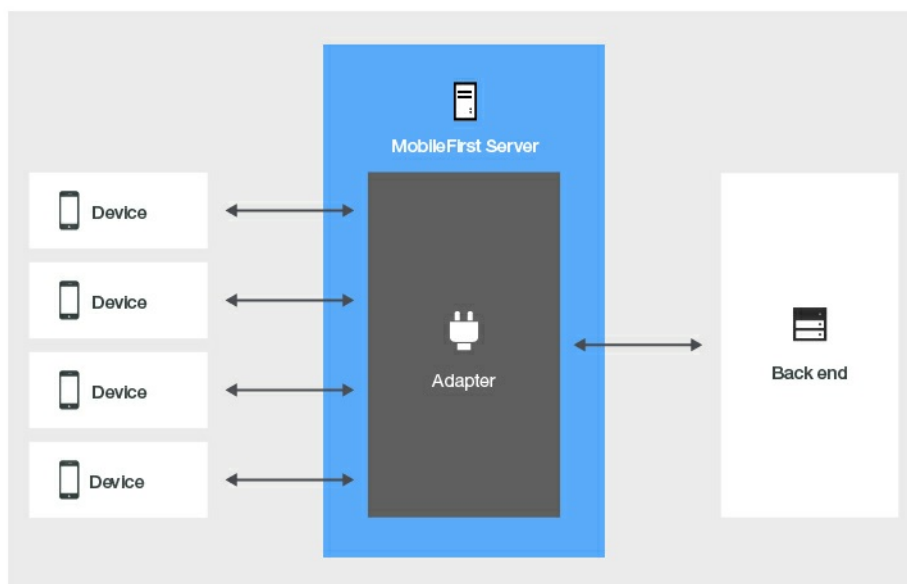 MobileFirst Server
Device
Device
Device
Device
Adapter
Back end